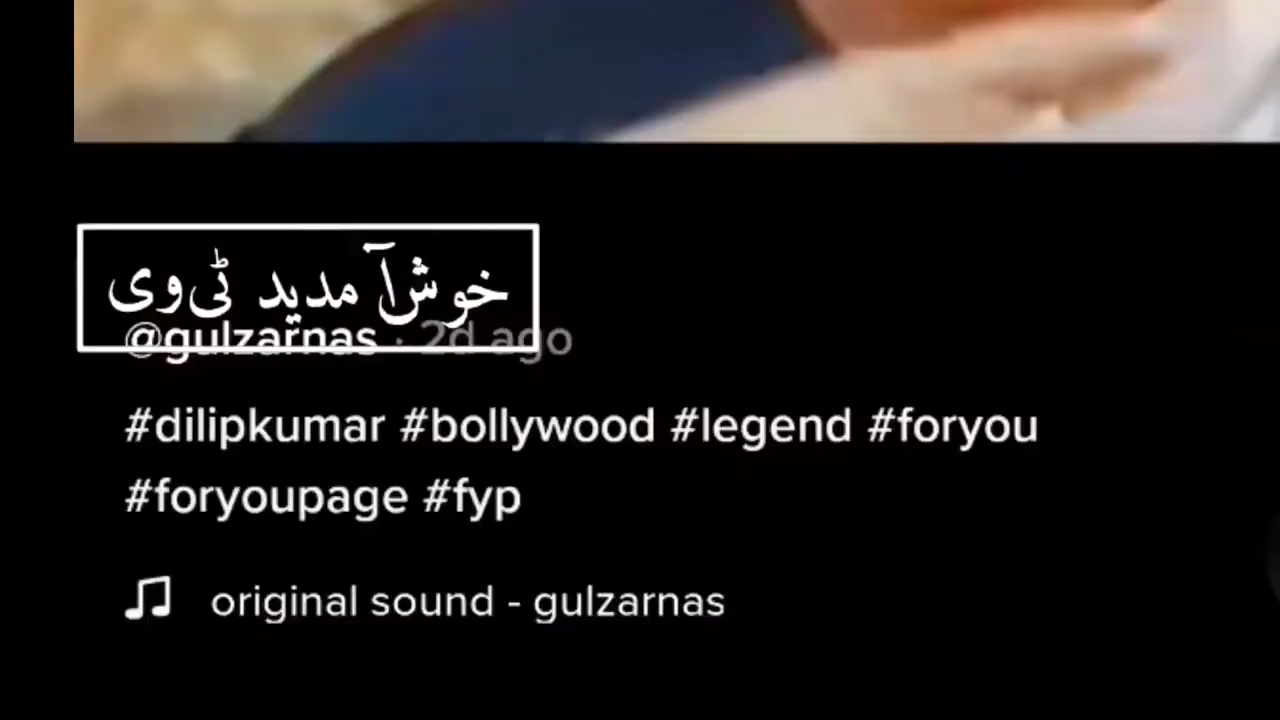 خوش آمدید ٹی وی
@gulzarnas · 2d ago
#dilipkumar #bollywood #legend #foryou
#foryoupage #fyp
original sound - gulzarnas